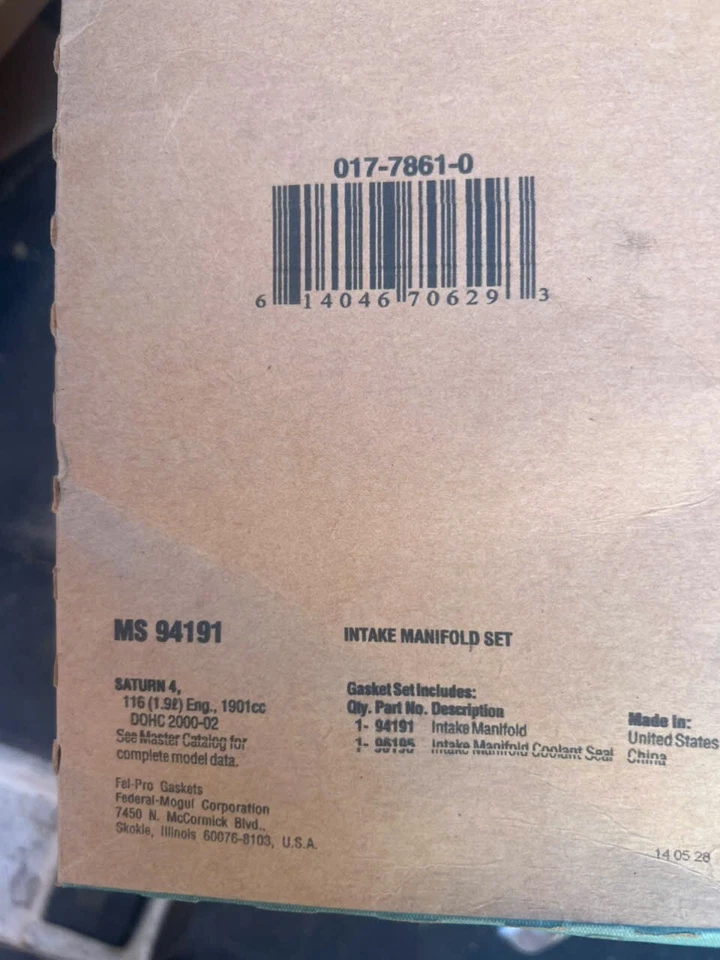 017-7861-0
6 14046 70629 3
MS 94191
INTAKE MANIFOLD SET
SATURN 4,
116 (1.9ℓ) Eng., 1901cc
DOHC 2000-02
See Master Catalog for
complete model data.
Gasket Set Includes:
Qty. Part No. Description
1- 94191 Intake Manifold
1- 96195 Intake Manifold Coolant Seal
Made in:
United States
China
Fel-Pro Gaskets
Federal-Mogul Corporation
7450 N. McCormick Blvd.,
Skokie, Illinois 60076-8103, U.S.A.
14 05 28